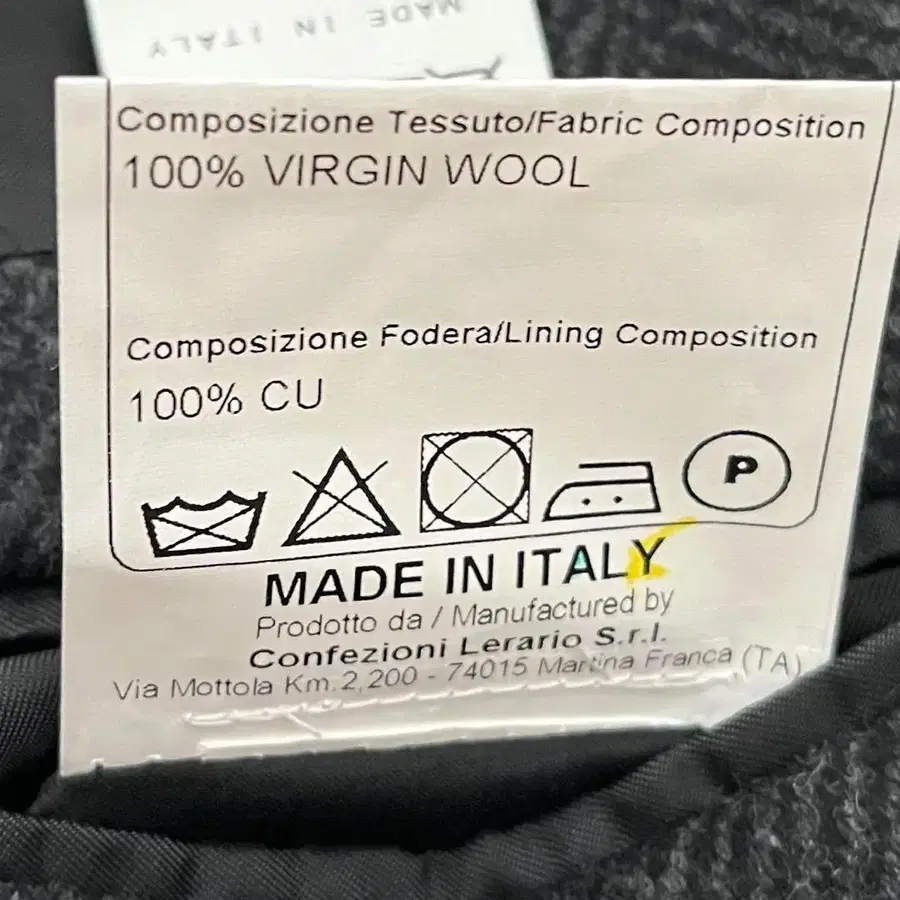 MADE IN ITALY
Composizione Tessuto/Fabric Composition
100% VIRGIN WOOL
Composizione Fodera/Lining Composition
100% CU
P
MADE IN ITALY
Prodotto da / Manufactured by
Confezioni Lerario S.r.l.
Via Mottola Km.2,200 - 74015 Martina Franca (TA)